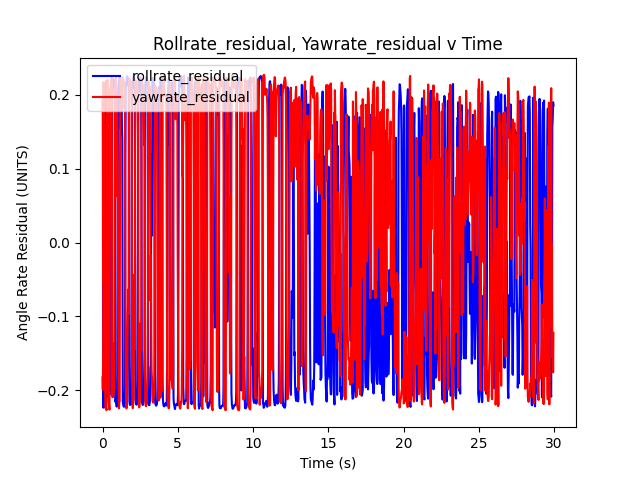 Rollrate_residual, Yawrate_residual v Time
rollrate_residual
yawrate_residual
Angle Rate Residual (UNITS)
0.2
0.1
0.0
−0.1
−0.2
0 5 10 15 20 25 30
Time (s)